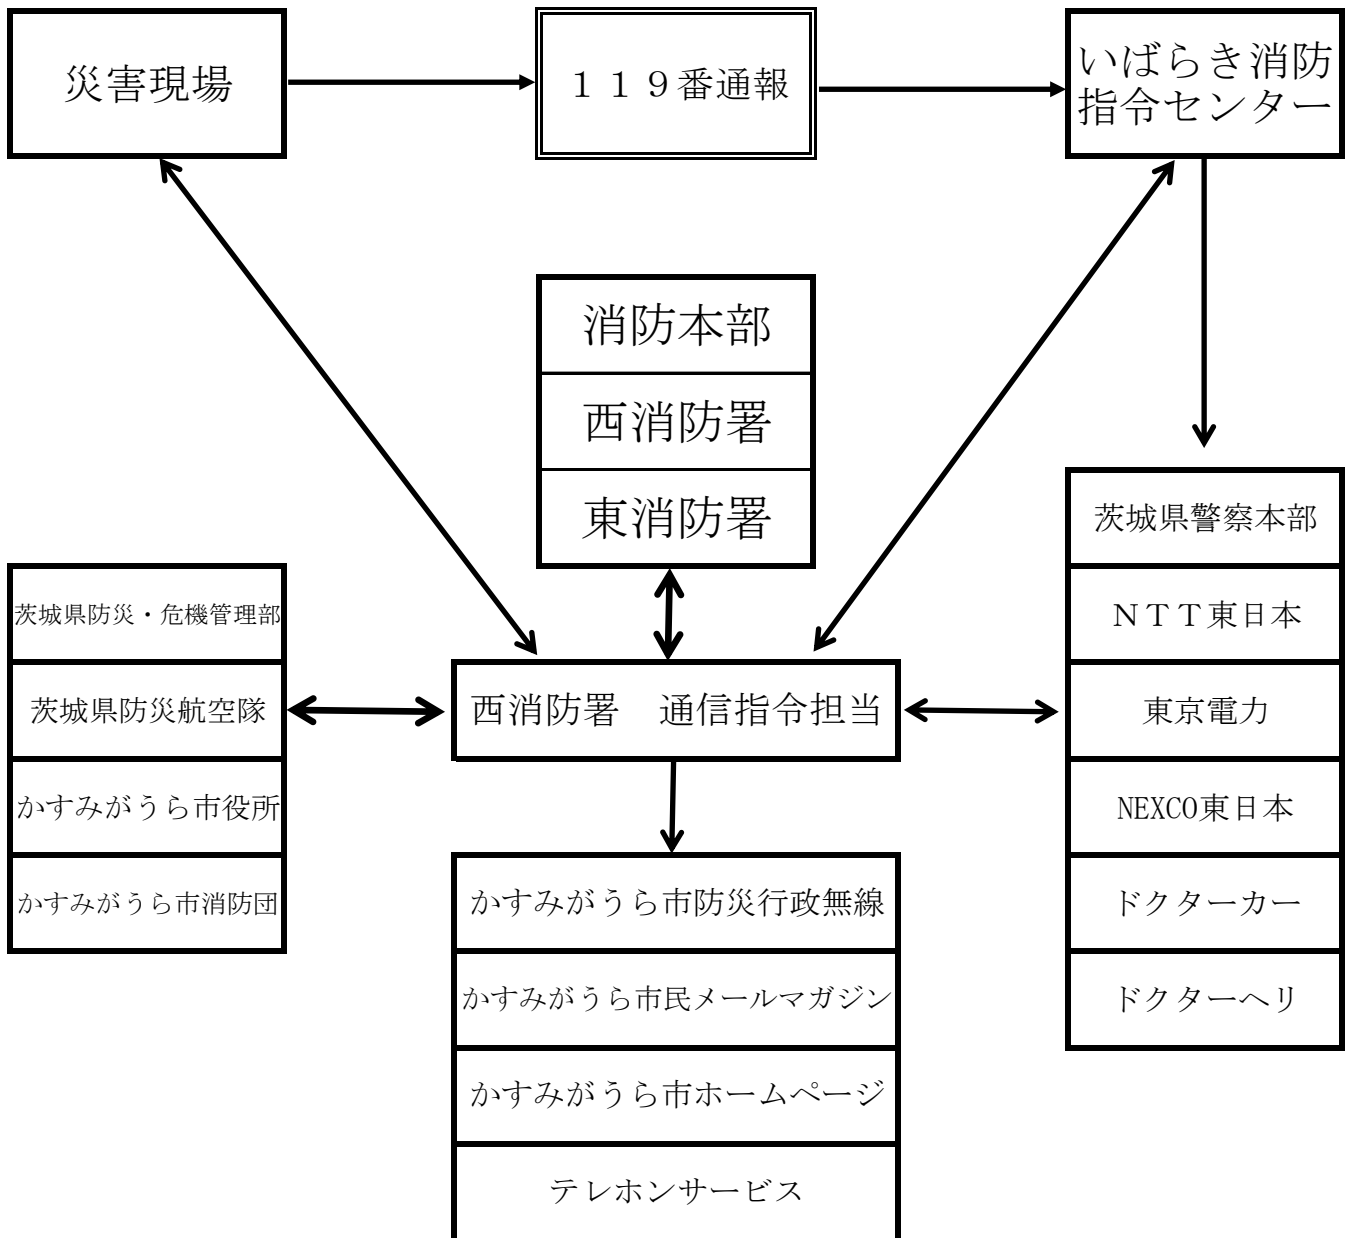 災害現場
１１９番通報
いばらき消防
指令センター
消防本部
西消防署
東消防署
茨城県防災・危機管理部
茨城県防災航空隊
かすみがうら市役所
かすみがうら市消防団
西消防署　通信指令担当
茨城県警察本部
ＮＴＴ東日本
東京電力
NEXCO東日本
ドクターカー
ドクターヘリ
かすみがうら市防災行政無線
かすみがうら市民メールマガジン
かすみがうら市ホームページ
テレホンサービス